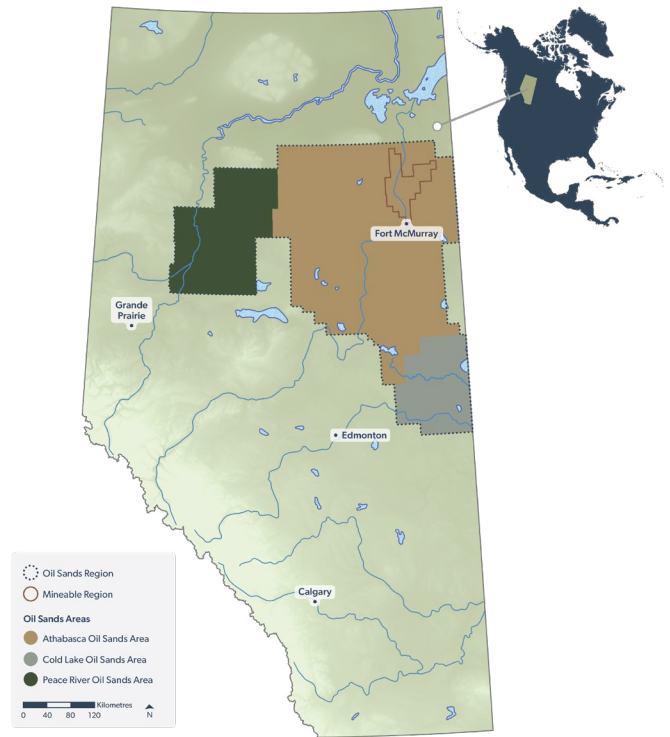 Fort McMurray
Grande
Prairie
Edmonton
Calgary
Oil Sands Region
Mineable Region
Oil Sands Areas
Athabasca Oil Sands Area
Cold Lake Oil Sands Area
Peace River Oil Sands Area
Kilometres
0 40 80 120 N